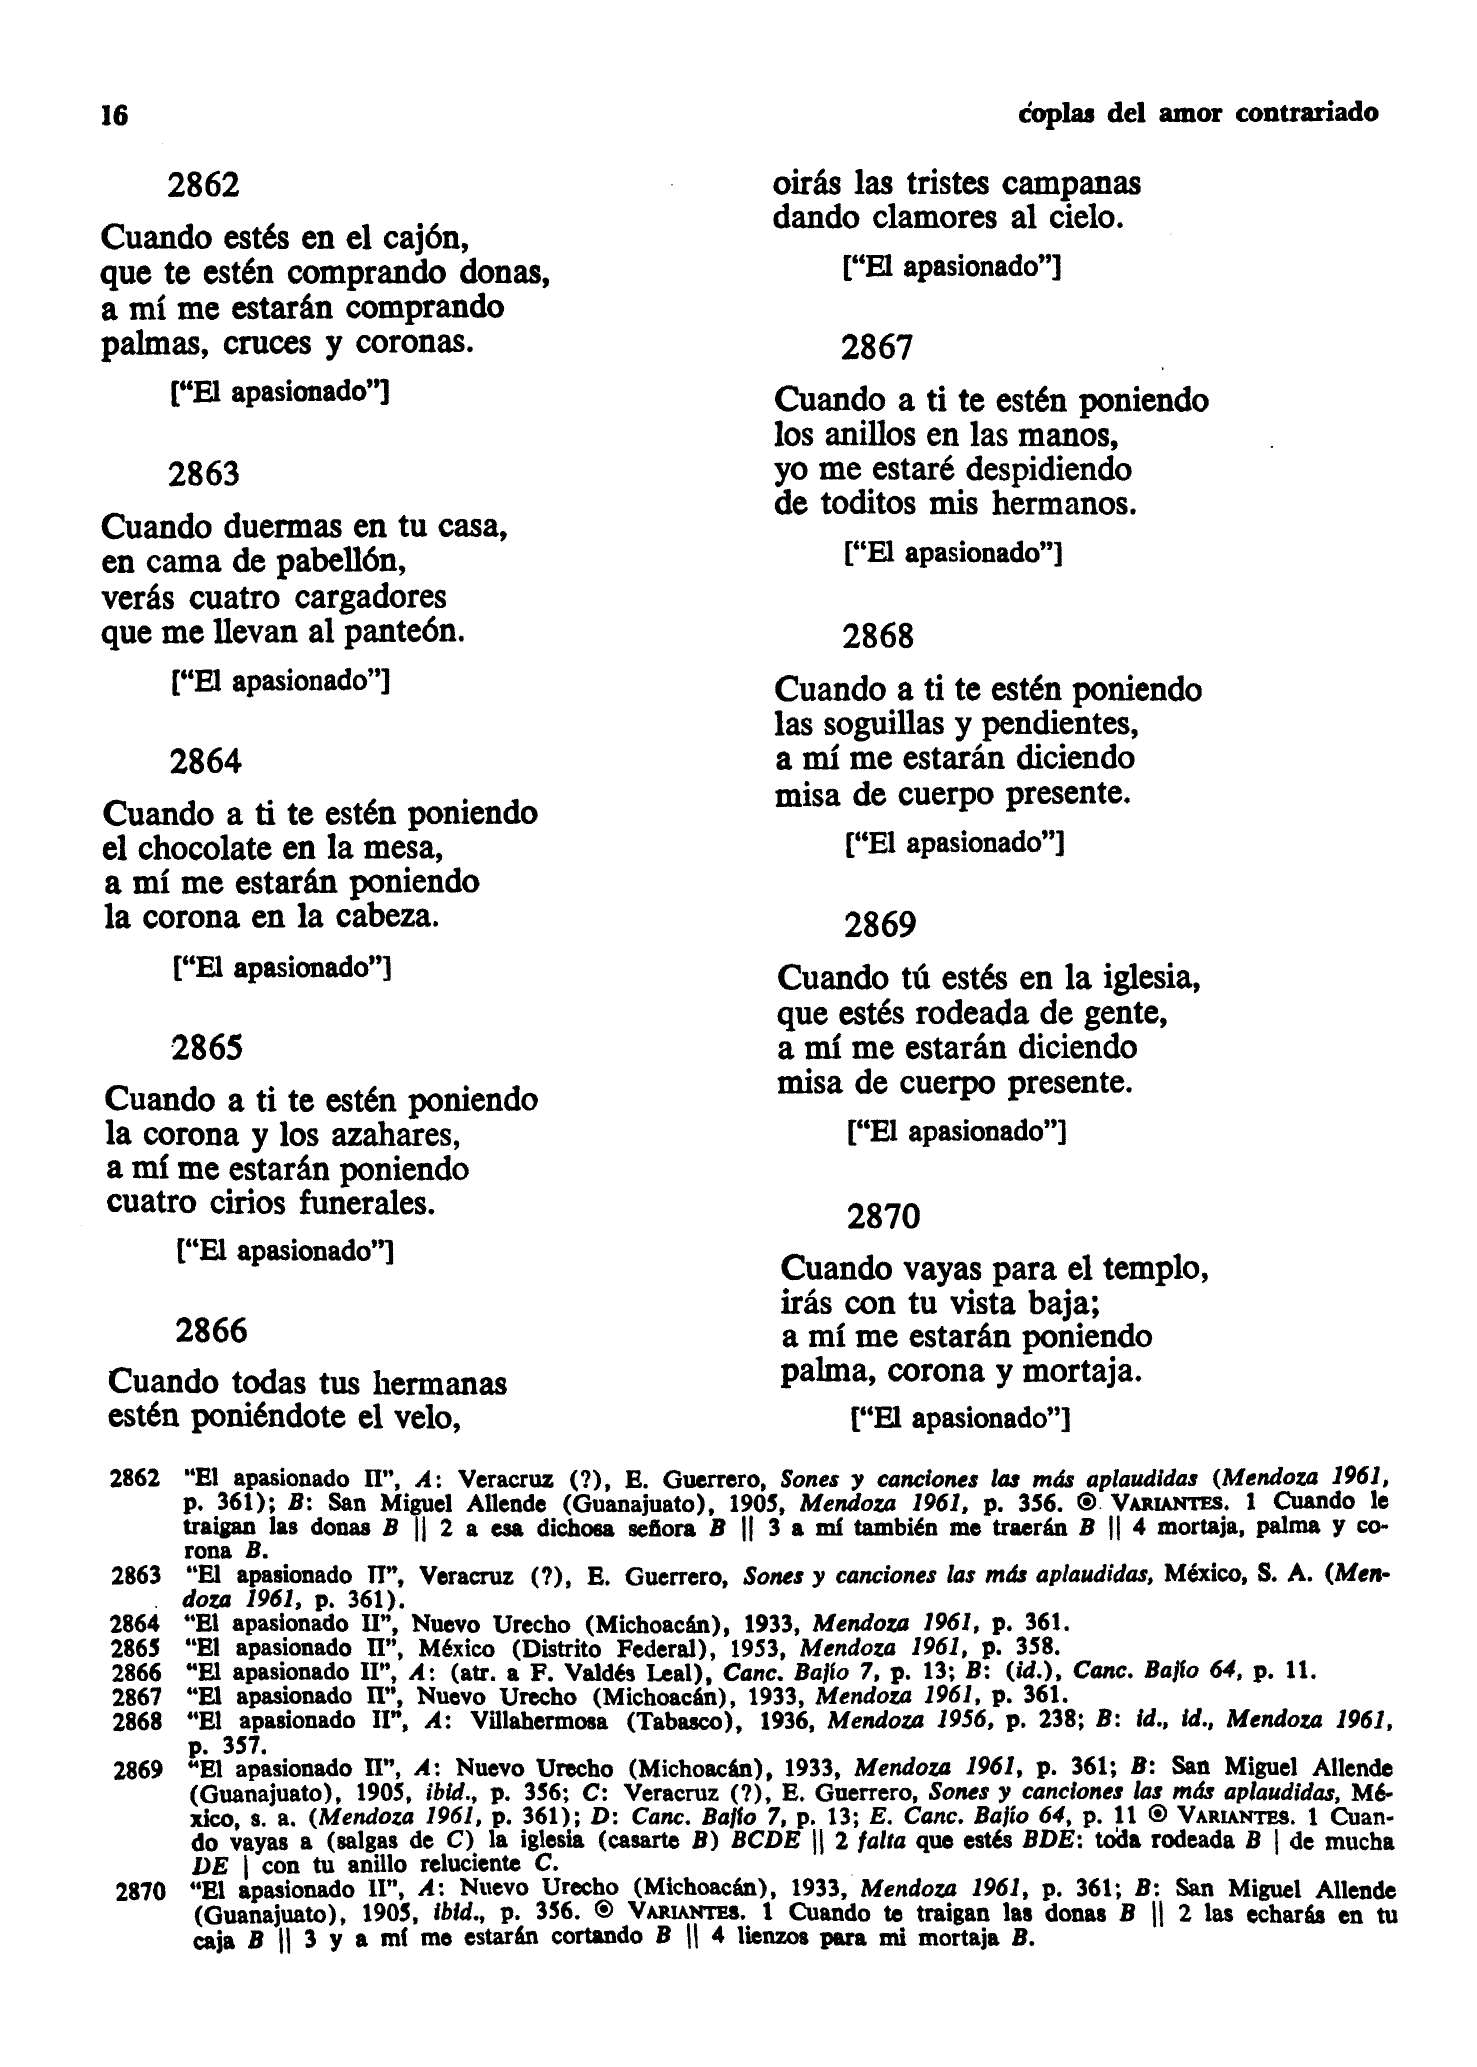 16
coplas del amor contrariado
2862
Cuando estés en el cajón,
que te estén comprando donas,
a mí me estarán comprando
palmas, cruces y coronas.
[“El apasionado”]
2863
Cuando duermas en tu casa,
en cama de pabellón,
verás cuatro cargadores
que me llevan al panteón.
[“El apasionado”]
2864
Cuando a ti te estén poniendo
el chocolate en la mesa,
a mí me estarán poniendo
la corona en la cabeza.
[“El apasionado”]
2865
Cuando a ti te estén poniendo
la corona y los azahares,
a mí me estarán poniendo
cuatro cirios funerales.
[“El apasionado”]
2866
Cuando todas tus hermanas
estén poniéndote el velo,
oirás las tristes campanas
dando clamores al cielo.
[“El apasionado”]
2867
Cuando a ti te estén poniendo
los anillos en las manos,
yo me estaré despidiendo
de toditos mis hermanos.
[“El apasionado”]
2868
Cuando a ti te estén poniendo
las soguillas y pendientes,
a mí me estarán diciendo
misa de cuerpo presente.
[“El apasionado”]
2869
Cuando tú estés en la iglesia,
que estés rodeada de gente,
a mí me estarán diciendo
misa de cuerpo presente.
[“El apasionado”]
2870
Cuando vayas para el templo,
irás con tu vista baja;
a mí me estarán poniendo
palma, corona y mortaja.
[“El apasionado”]
2862 “El apasionado II”, A: Veracruz (?), E. Guerrero, Sones y canciones las más aplaudidas (Mendoza 1961,
p. 361); B: San Miguel Allende (Guanajuato), 1905, Mendoza 1961, p. 356. ⊙ VARIANTES. 1 Cuando le
traigan las donas B || 2 a esa dichosa señora B || 3 a mí también me traerán B || 4 mortaja, palma y co-
rona B.
2863 “El apasionado II”, Veracruz (?), E. Guerrero, Sones y canciones las más aplaudidas, México, S. A. (Men-
doza 1961, p. 361).
2864 “El apasionado II”, Nuevo Urecho (Michoacán), 1933, Mendoza 1961, p. 361.
2865 “El apasionado II”, México (Distrito Federal), 1953, Mendoza 1961, p. 358.
2866 “El apasionado II”, A: (atr. a F. Valdés Leal), Canc. Bajío 7, p. 13; B: (id.), Canc. Bajío 64, p. 11.
2867 “El apasionado II”, Nuevo Urecho (Michoacán), 1933, Mendoza 1961, p. 361.
2868 “El apasionado II”, A: Villahermosa (Tabasco), 1936, Mendoza 1956, p. 238; B: id., id., Mendoza 1961,
p. 357.
2869 “El apasionado II”, A: Nuevo Urecho (Michoacán), 1933, Mendoza 1961, p. 361; B: San Miguel Allende
(Guanajuato), 1905, ibid., p. 356; C: Veracruz (?), E. Guerrero, Sones y canciones las más aplaudidas, Mé-
xico, s. a. (Mendoza 1961, p. 361); D: Canc. Bajío 7, p. 13; E. Canc. Bajío 64, p. 11 ⊙ VARIANTES. 1 Cuan-
do vayas a (salgas de C) la iglesia (casarte B) BCDE || 2 falta que estés BDE: toda rodeada B | de mucha
DE | con tu anillo reluciente C.
2870 “El apasionado II”, A: Nuevo Urecho (Michoacán), 1933, Mendoza 1961, p. 361; B: San Miguel Allende
(Guanajuato), 1905, ibid., p. 356. ⊙ VARIANTES. 1 Cuando te traigan las donas B || 2 las echarás en tu
caja B || 3 y a mí me estarán cortando B || 4 lienzos para mi mortaja B.